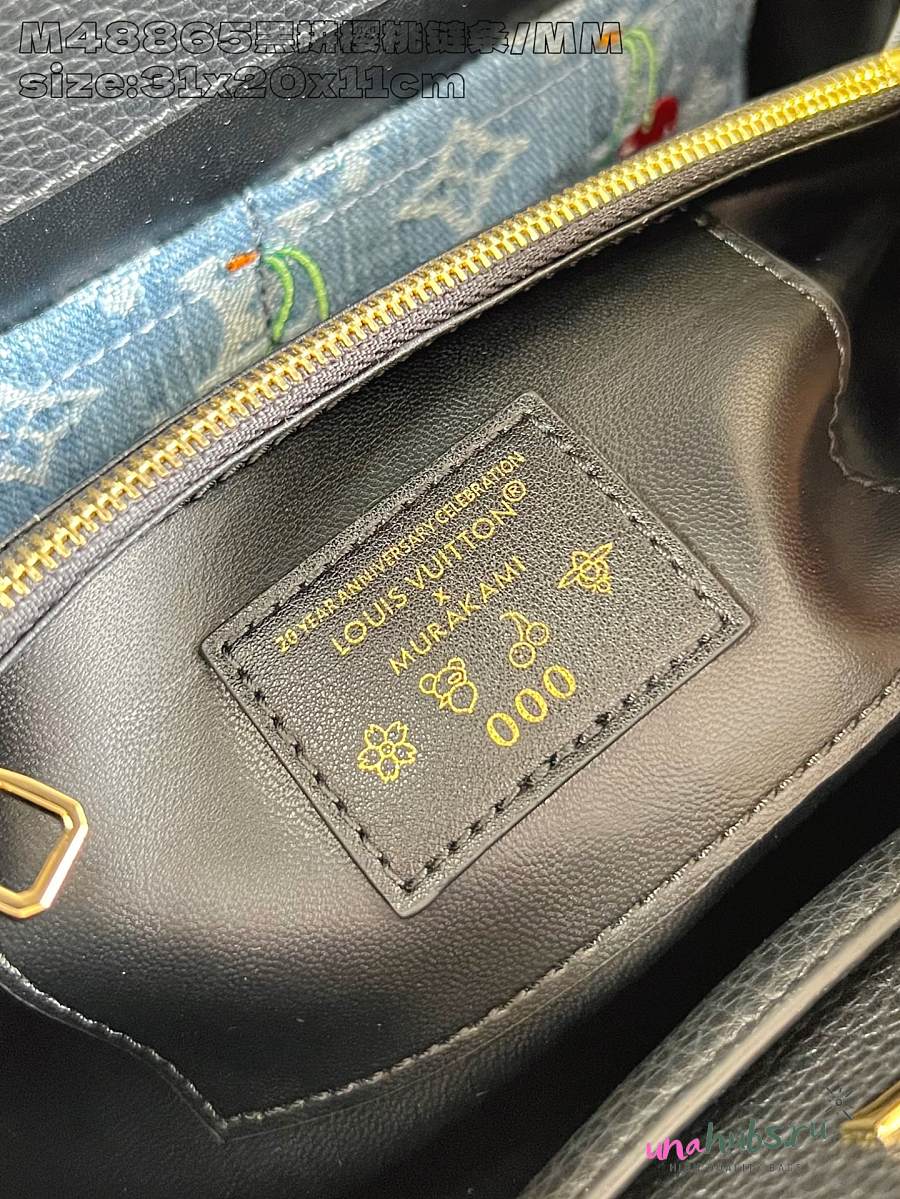 M48865黑挑樱桃链条/MM
size:31x20x11cm
20 YEAR ANNIVERSARY CELEBRATION
LOUIS VUITTON®
x
MURAKAMI
000
unahubs.ru